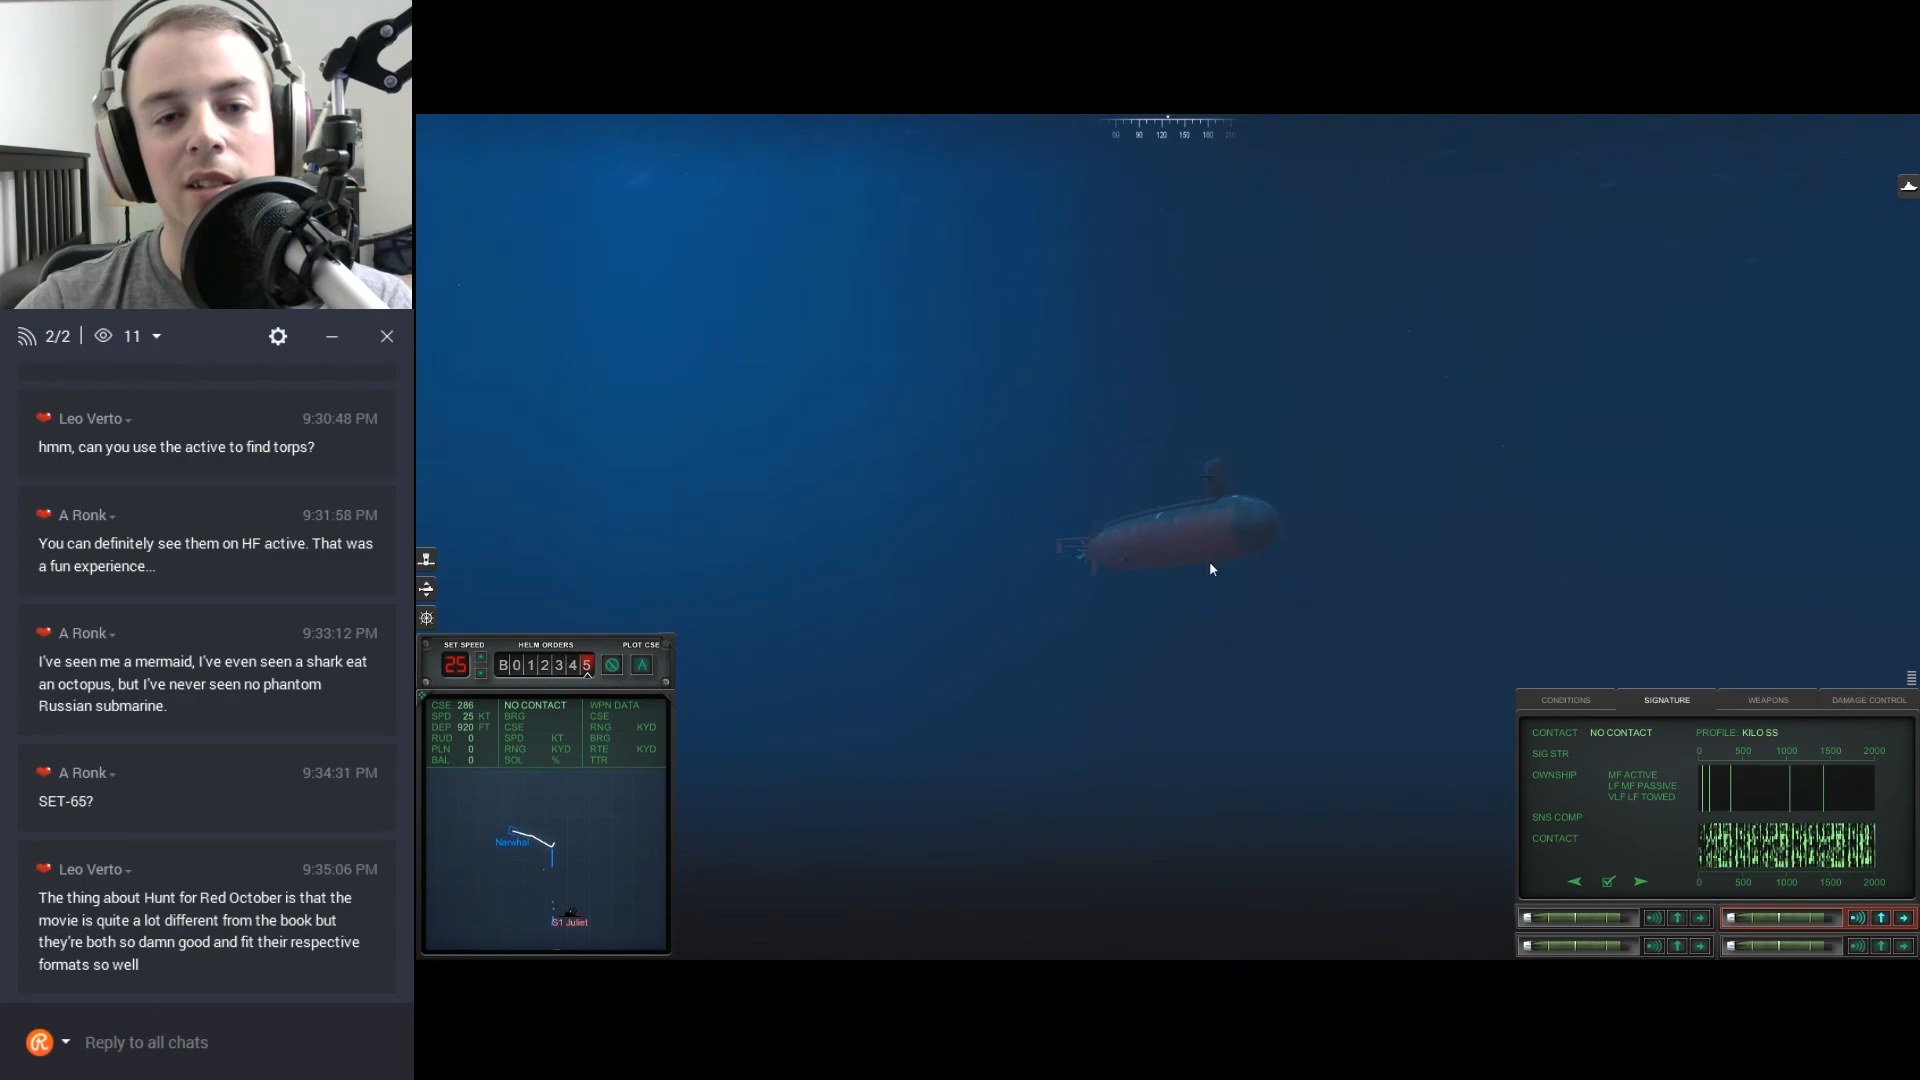 2/2 11
Leo Verto 9:30:48 PM
hmm, can you use the active to find torps?
A Ronk 9:31:58 PM
You can definitely see them on HF active. That was
a fun experience...
A Ronk 9:33:12 PM
I've seen me a mermaid, I've even seen a shark eat
an octopus, but I've never seen no phantom
Russian submarine.
A Ronk 9:34:31 PM
SET-65?
Leo Verto 9:35:06 PM
The thing about Hunt for Red October is that the
movie is quite a lot different from the book but
they're both so damn good and fit their respective
formats so well
Reply to all chats
90 120 150 180 210
SET SPEED HELM ORDERS PLOT CSE
25 B 0 1 2 3 4 5 A
CSE 286 NO CONTACT WPN DATA
SPD 25 KT BRG CSE
DEP 920 FT CSE RNG KYD
RUD 0 SPD KT BRG
PLN 0 RNG KYD RTE KYD
BAL 0 SOL % TTR
Narwhal
S1 Juliet
CONDITIONS SIGNATURE WEAPONS DAMAGE CONTROL
CONTACT NO CONTACT PROFILE: KILO SS
SIG STR 0 500 1000 1500 2000
OWNSHIP MF ACTIVE
LF MF PASSIVE
VLF LF TOWED
SNS COMP
CONTACT
0 500 1000 1500 2000